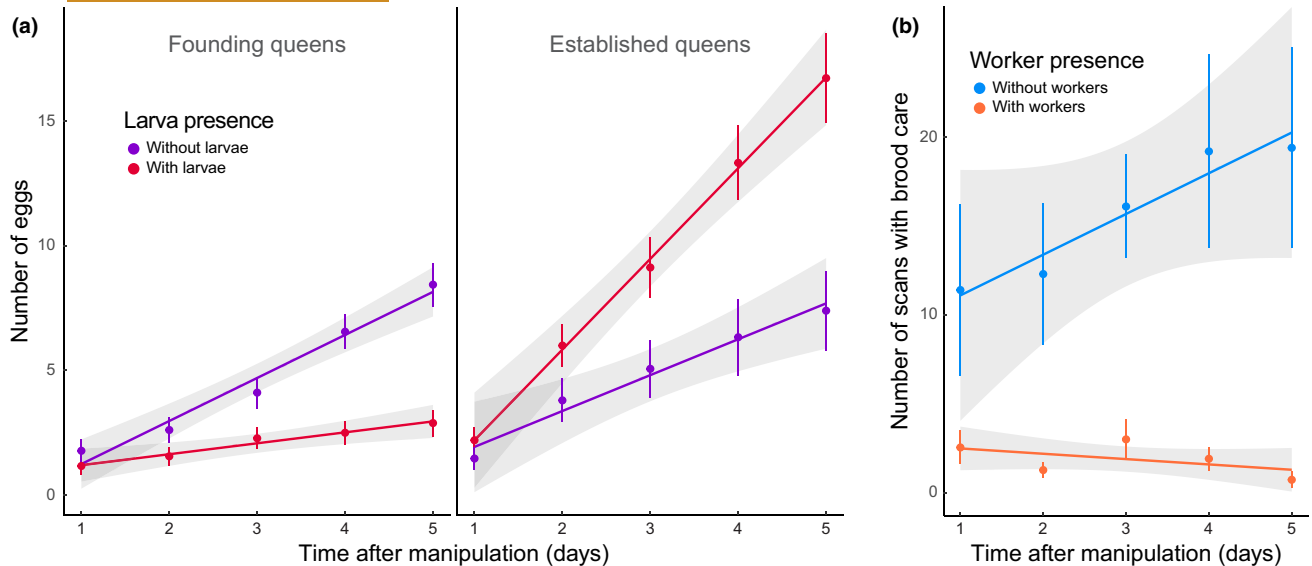 (a)
Founding queens
Established queens
Larva presence
Without larvae
With larvae
Number of eggs
15
10
5
0
1 2 3 4 5
1 2 3 4 5
Time after manipulation (days)
(b)
Worker presence
Without workers
With workers
Number of scans with brood care
20
10
0
1 2 3 4 5
Time after manipulation (days)